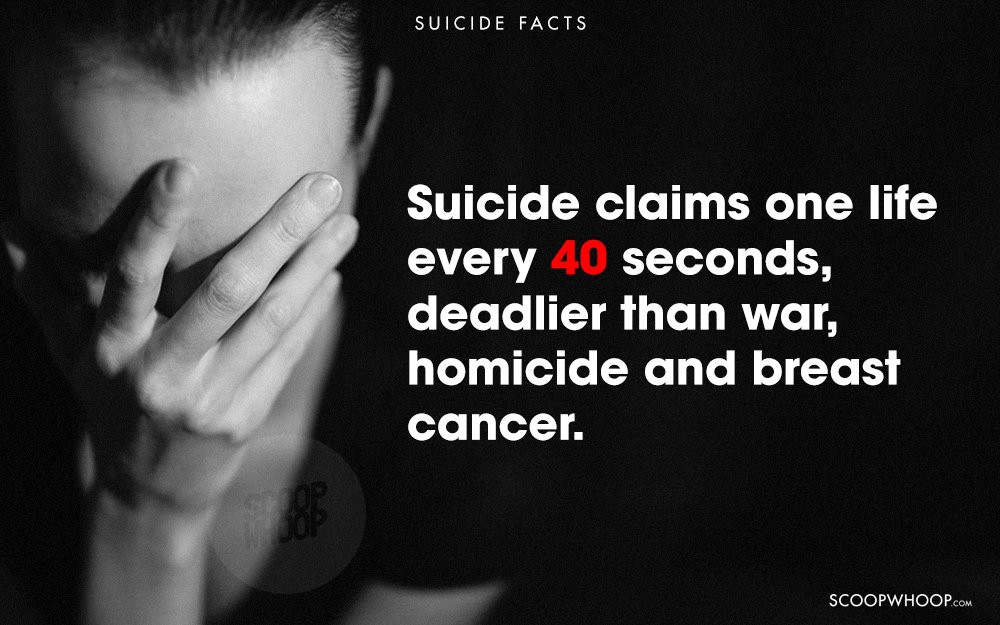 SUICIDE FACTS
Suicide claims one life
every 40 seconds,
deadlier than war,
homicide and breast
cancer.
SCOOP
WHOOP
SCOOPWHOOP.COM